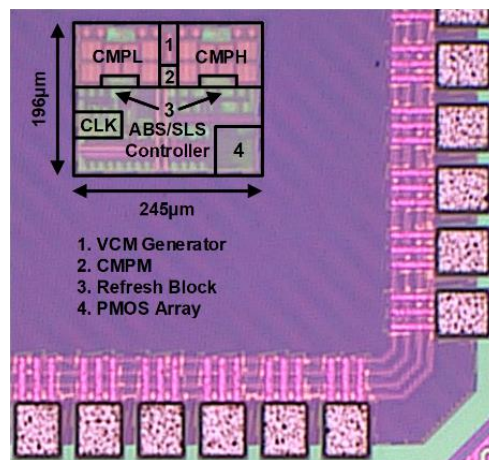 1
CMPL
CMPH
2
3
CLK
ABS/SLS
Controller
4
196μm
245μm
1. VCM Generator
2. CMPM
3. Refresh Block
4. PMOS Array